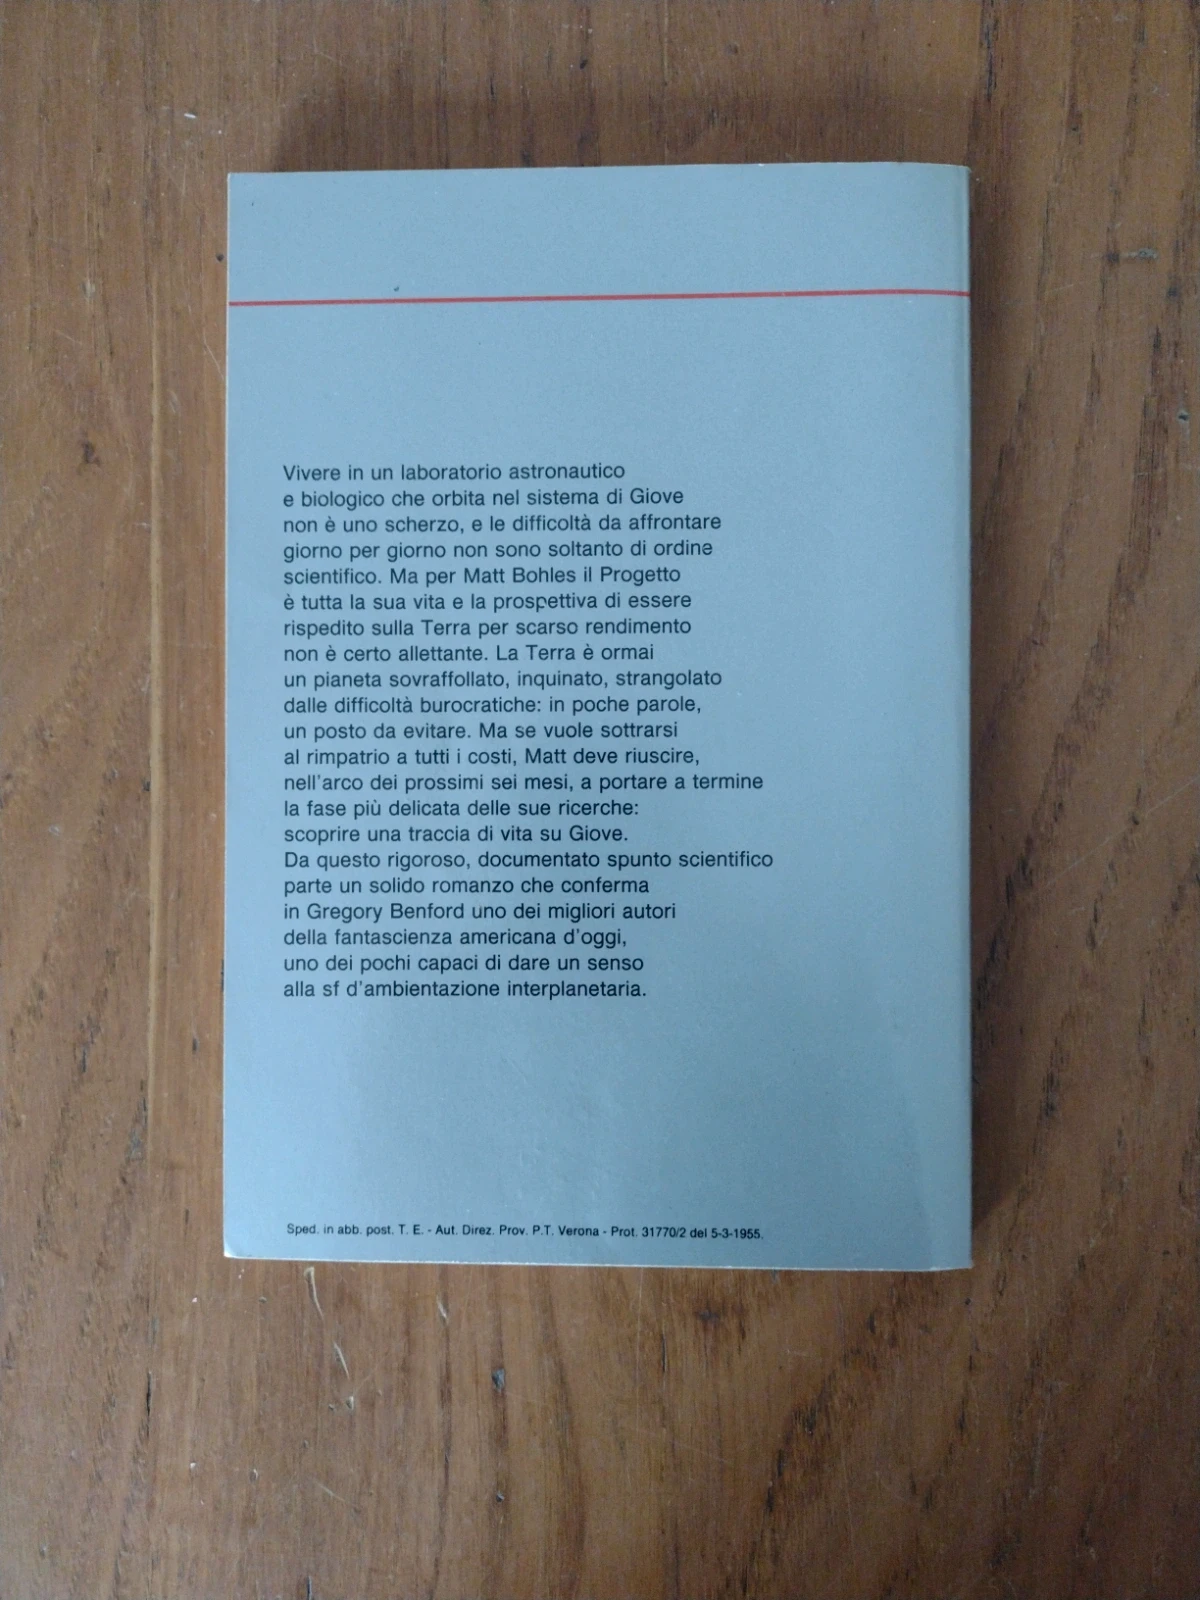 Vivere in un laboratorio astronautico
e biologico che orbita nel sistema di Giove
non è uno scherzo, e le difficoltà da affrontare
giorno per giorno non sono soltanto di ordine
scientifico. Ma per Matt Bohles il Progetto
è tutta la sua vita e la prospettiva di essere
rispedito sulla Terra per scarso rendimento
non è certo allettante. La Terra è ormai
un pianeta sovraffollato, inquinato, strangolato
dalle difficoltà burocratiche: in poche parole,
un posto da evitare. Ma se vuole sottrarsi
al rimpatrio a tutti i costi, Matt deve riuscire,
nell'arco dei prossimi sei mesi, a portare a termine
la fase più delicata delle sue ricerche:
scoprire una traccia di vita su Giove.
Da questo rigoroso, documentato spunto scientifico
parte un solido romanzo che conferma
in Gregory Benford uno dei migliori autori
della fantascienza americana d'oggi,
uno dei pochi capaci di dare un senso
alla sf d'ambientazione interplanetaria.
Sped. in abb. post. T. E. - Aut. Direz. Prov. P.T. Verona - Prot. 31770/2 del 5-3-1955.